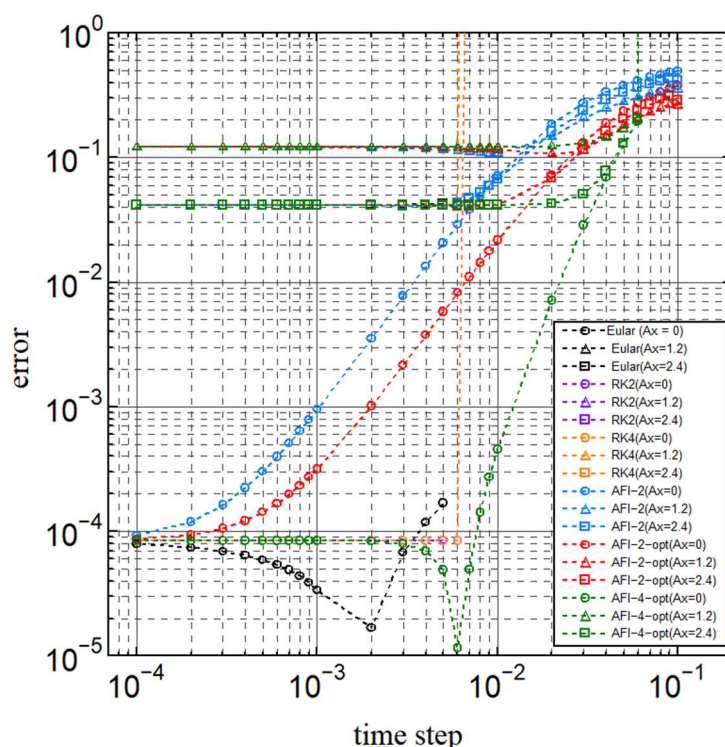 10^0
10^-1
10^-2
10^-3
10^-4
10^-5
error
10^-4
10^-3
10^-2
10^-1
time step
Eular (Ax = 0)
Eular(Ax=1.2)
Eular(Ax=2.4)
RK2(Ax=0)
RK2(Ax=1.2)
RK2(Ax=2.4)
RK4(Ax=0)
RK4(Ax=1.2)
RK4(Ax=2.4)
AFI-2(Ax=0)
AFI-2(Ax=1.2)
AFI-2(Ax=2.4)
AFI-2-opt(Ax=0)
AFI-2-opt(Ax=1.2)
AFI-2-opt(Ax=2.4)
AFI-4-opt(Ax=0)
AFI-4-opt(Ax=1.2)
AFI-4-opt(Ax=2.4)